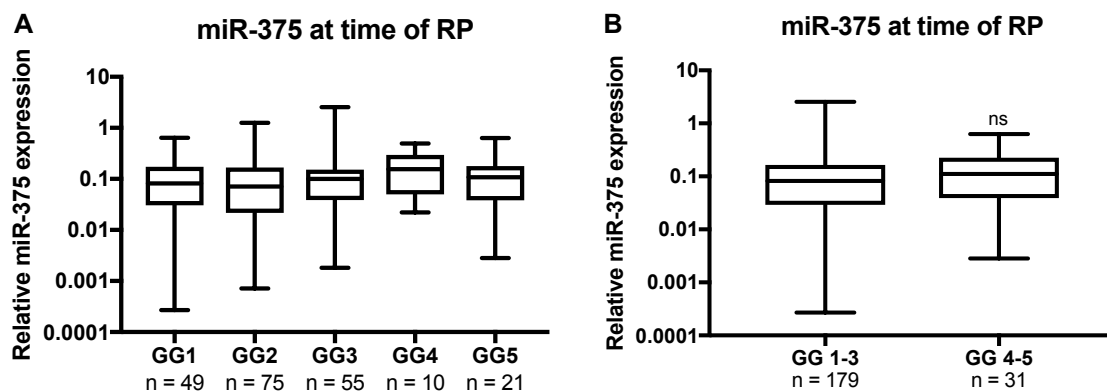 A
miR-375 at time of RP
Relative miR-375 expression
10
1
0.1
0.01
0.001
0.0001
GG1 GG2 GG3 GG4 GG5
n = 49 n = 75 n = 55 n = 10 n = 21
B
miR-375 at time of RP
Relative miR-375 expression
10
1
0.1
0.01
0.001
0.0001
ns
GG 1-3 GG 4-5
n = 179 n = 31